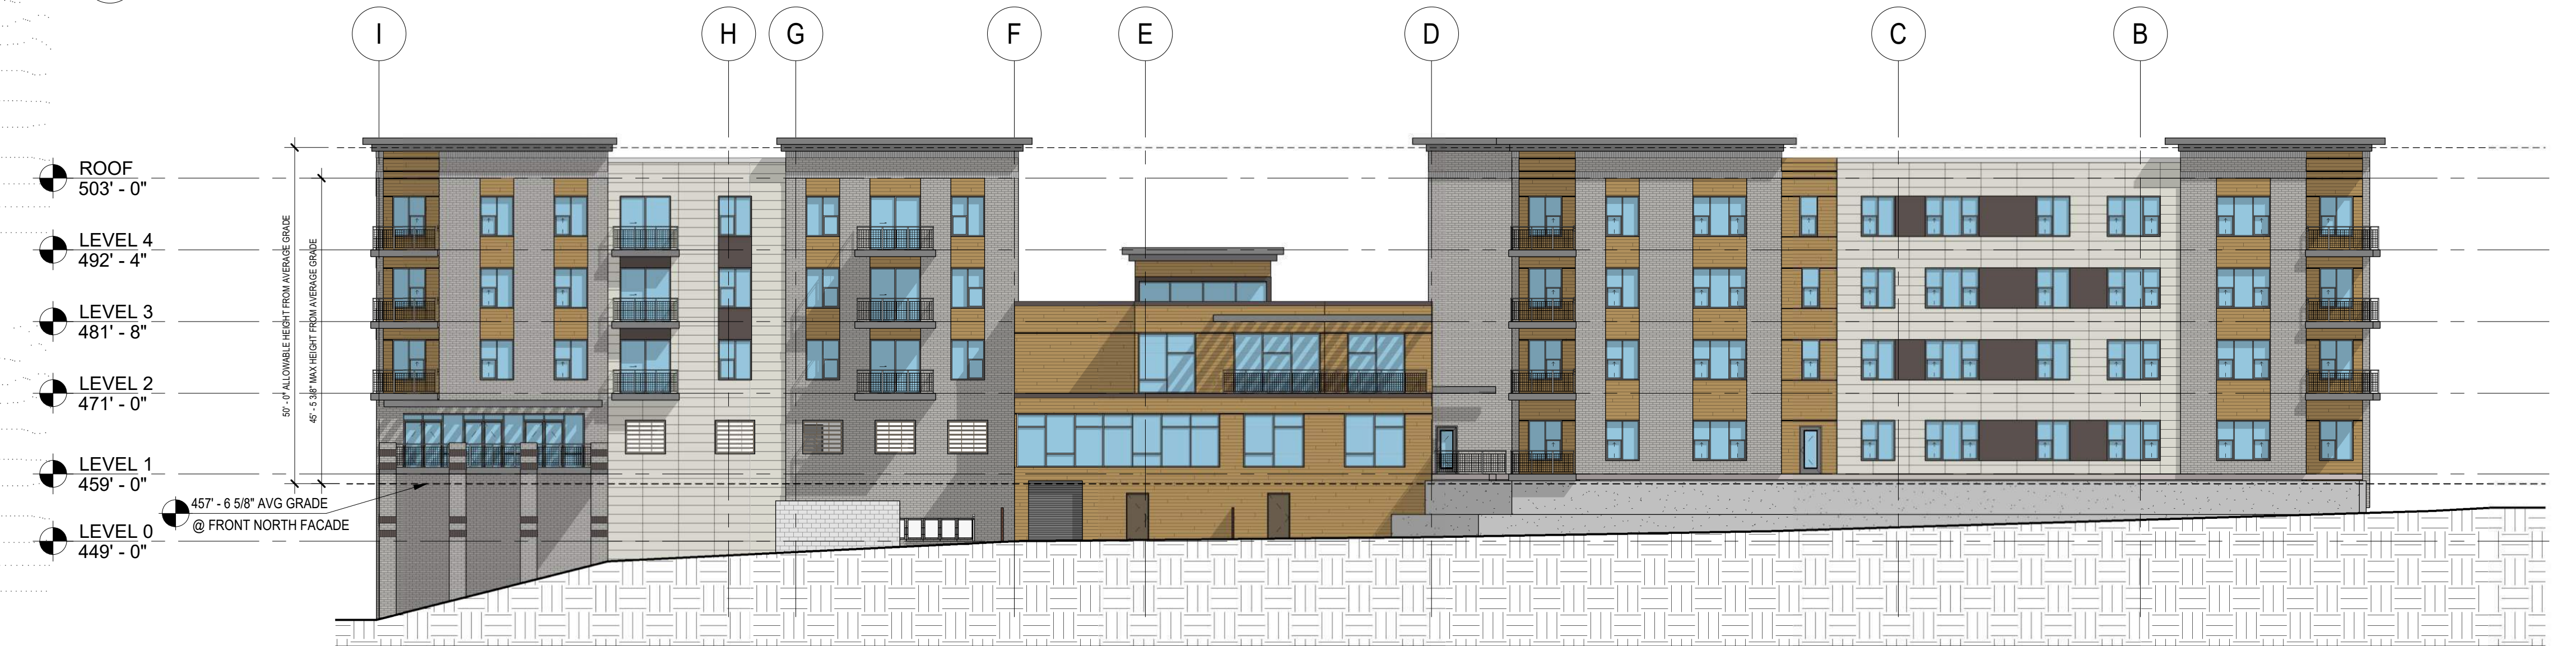 I H G F E D C B
ROOF
503' - 0"
LEVEL 4
492' - 4"
LEVEL 3
481' - 8"
LEVEL 2
471' - 0"
LEVEL 1
459' - 0"
457' - 6 5/8" AVG GRADE
@ FRONT NORTH FACADE
LEVEL 0
449' - 0"
50' - 0" ALLOWABLE HEIGHT FROM AVERAGE GRADE
45' - 5 3/8" MAX HEIGHT FROM AVERAGE GRADE